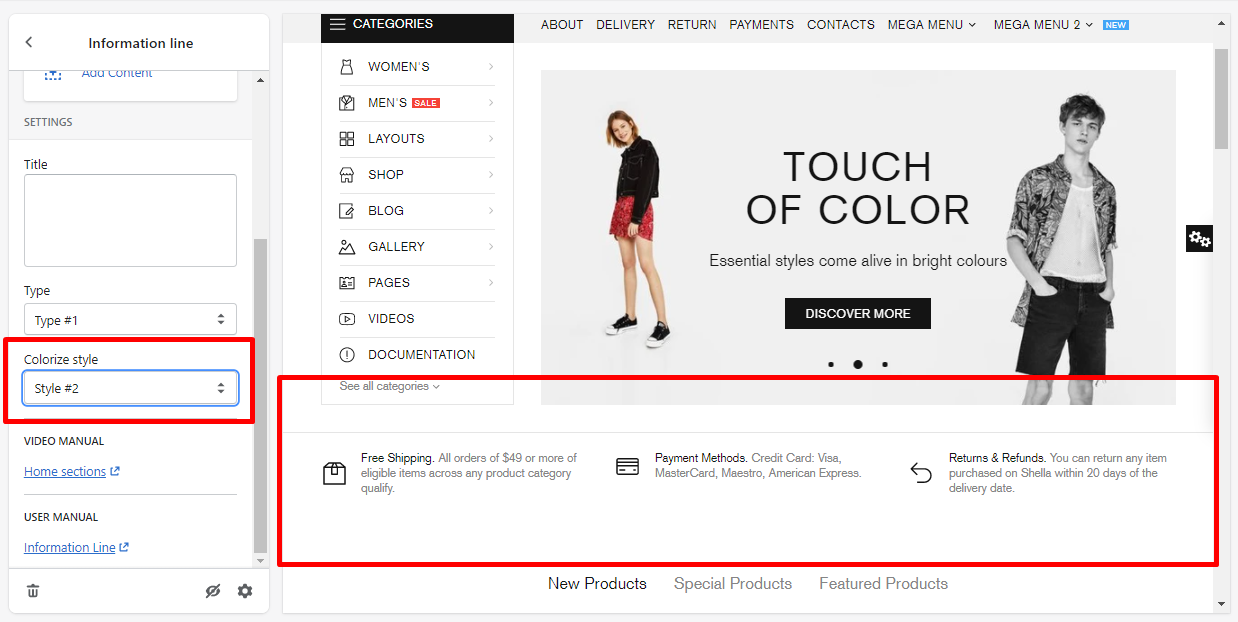 Information line
Add Content
SETTINGS
Title
Type
Type #1
Colorize style
Style #2
VIDEO MANUAL
Home sections
USER MANUAL
Information Line
CATEGORIES
ABOUT DELIVERY RETURN PAYMENTS CONTACTS MEGA MENU MEGA MENU 2 NEW
WOMEN'S
MEN'S SALE
LAYOUTS
SHOP
BLOG
GALLERY
PAGES
VIDEOS
DOCUMENTATION
See all categories
TOUCH
OF COLOR
Essential styles come alive in bright colours
DISCOVER MORE
Free Shipping. All orders of $49 or more of
eligible items across any product category
qualify.
Payment Methods. Credit Card: Visa,
MasterCard, Maestro, American Express.
Returns & Refunds. You can return any item
purchased on Shella within 20 days of the
delivery date.
New Products Special Products Featured Products